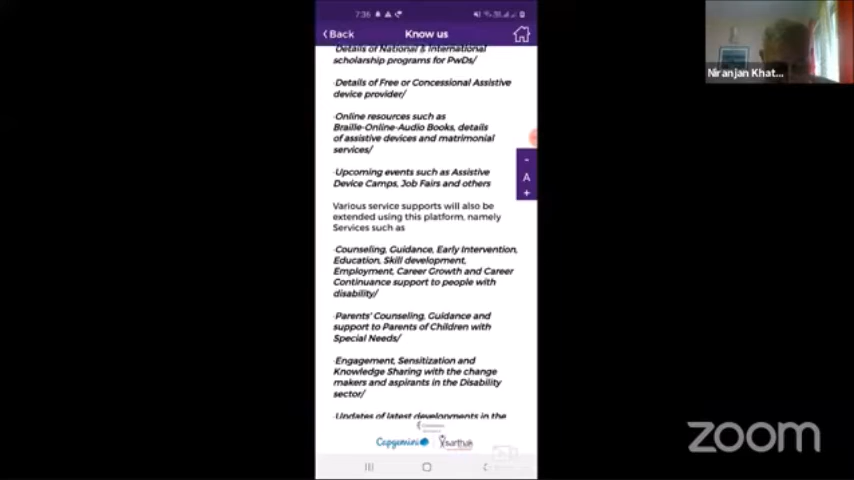 7:36
Back
Know us
·Details of National & International
scholarship programs for PwDs/
·Details of Free or Concessional Assistive
device provider/
·Online resources such as
Braille-Online-Audio Books, details
of assistive devices and matrimonial
services/
·Upcoming events such as Assistive
Device Camps, Job Fairs and others
Various service supports will also be
extended using this platform, namely
Services such as
·Counseling, Guidance, Early Intervention,
Education, Skill development,
Employment, Career Growth and Career
Continuance support to people with
disability/
·Parents' Counseling, Guidance and
support to Parents of Children with
Special Needs/
·Engagement, Sensitization and
Knowledge Sharing with the change
makers and aspirants in the Disability
sector/
·Updates of latest developments in the
Capgemini
sarthak
-
A
+
Niranjan Khat...
zoom